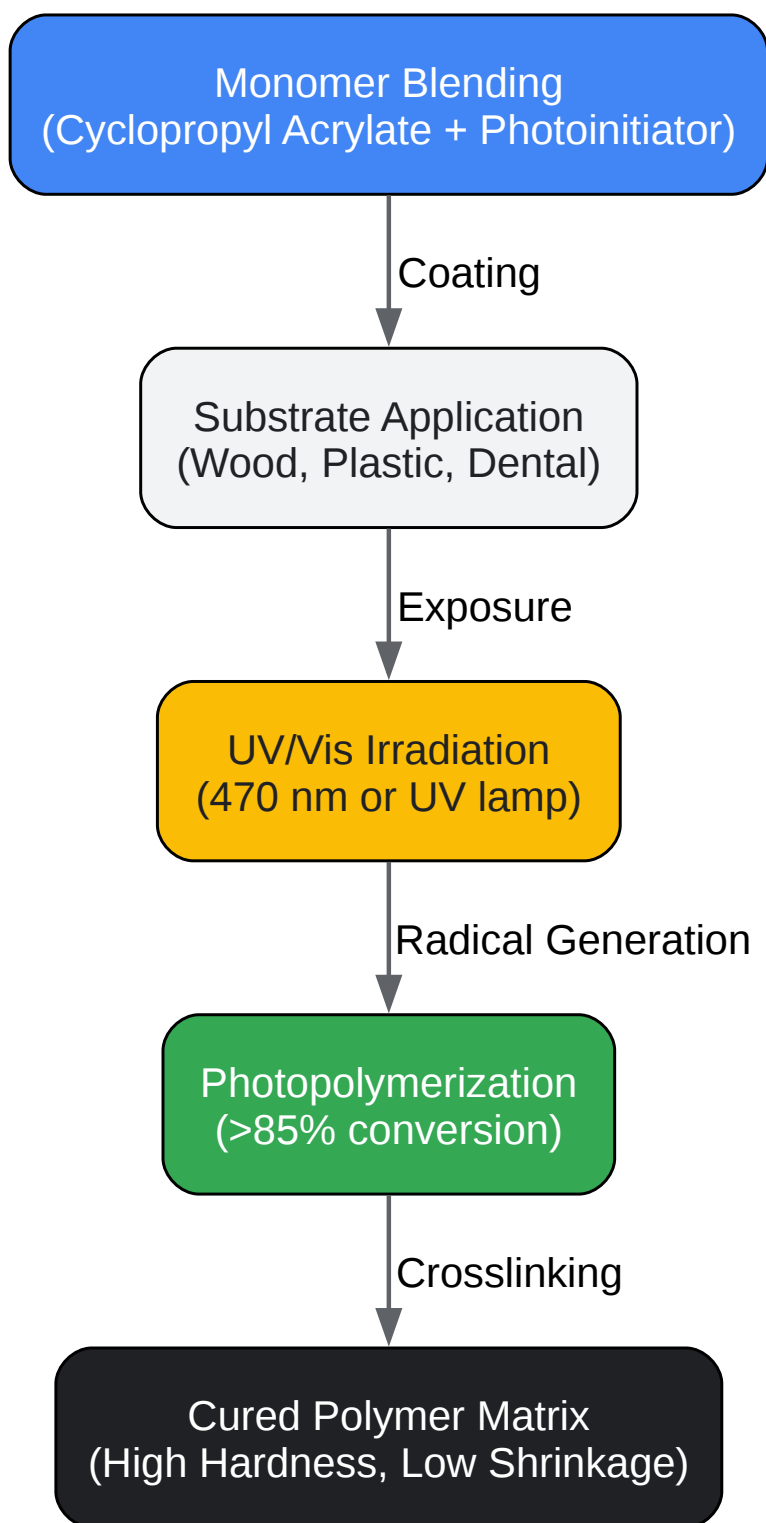 Monomer Blending
(Cyclopropyl Acrylate + Photoinitiator)
Coating
Substrate Application
(Wood, Plastic, Dental)
Exposure
UV/Vis Irradiation
(470 nm or UV lamp)
Radical Generation
Photopolymerization
(>85% conversion)
Crosslinking
Cured Polymer Matrix
(High Hardness, Low Shrinkage)